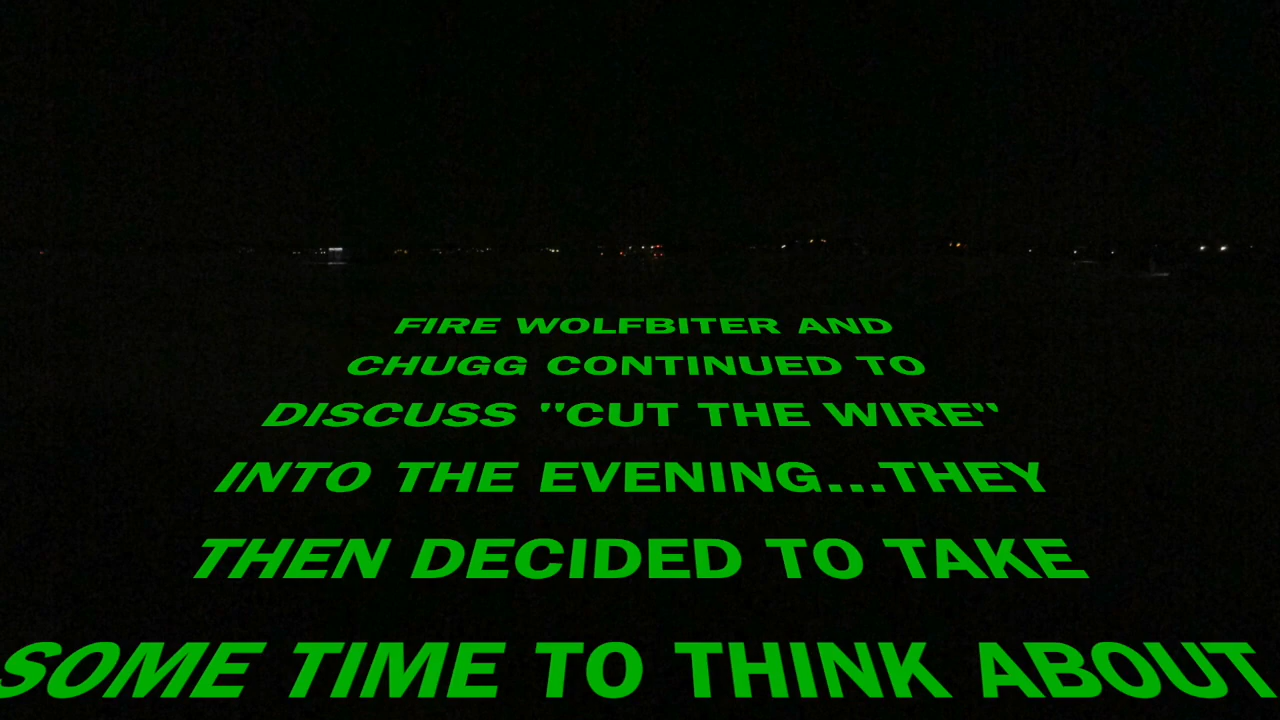 FIRE WOLFBITER AND
CHUGG CONTINUED TO
DISCUSS "CUT THE WIRE"
INTO THE EVENING...THEY
THEN DECIDED TO TAKE
SOME TIME TO THINK ABOUT